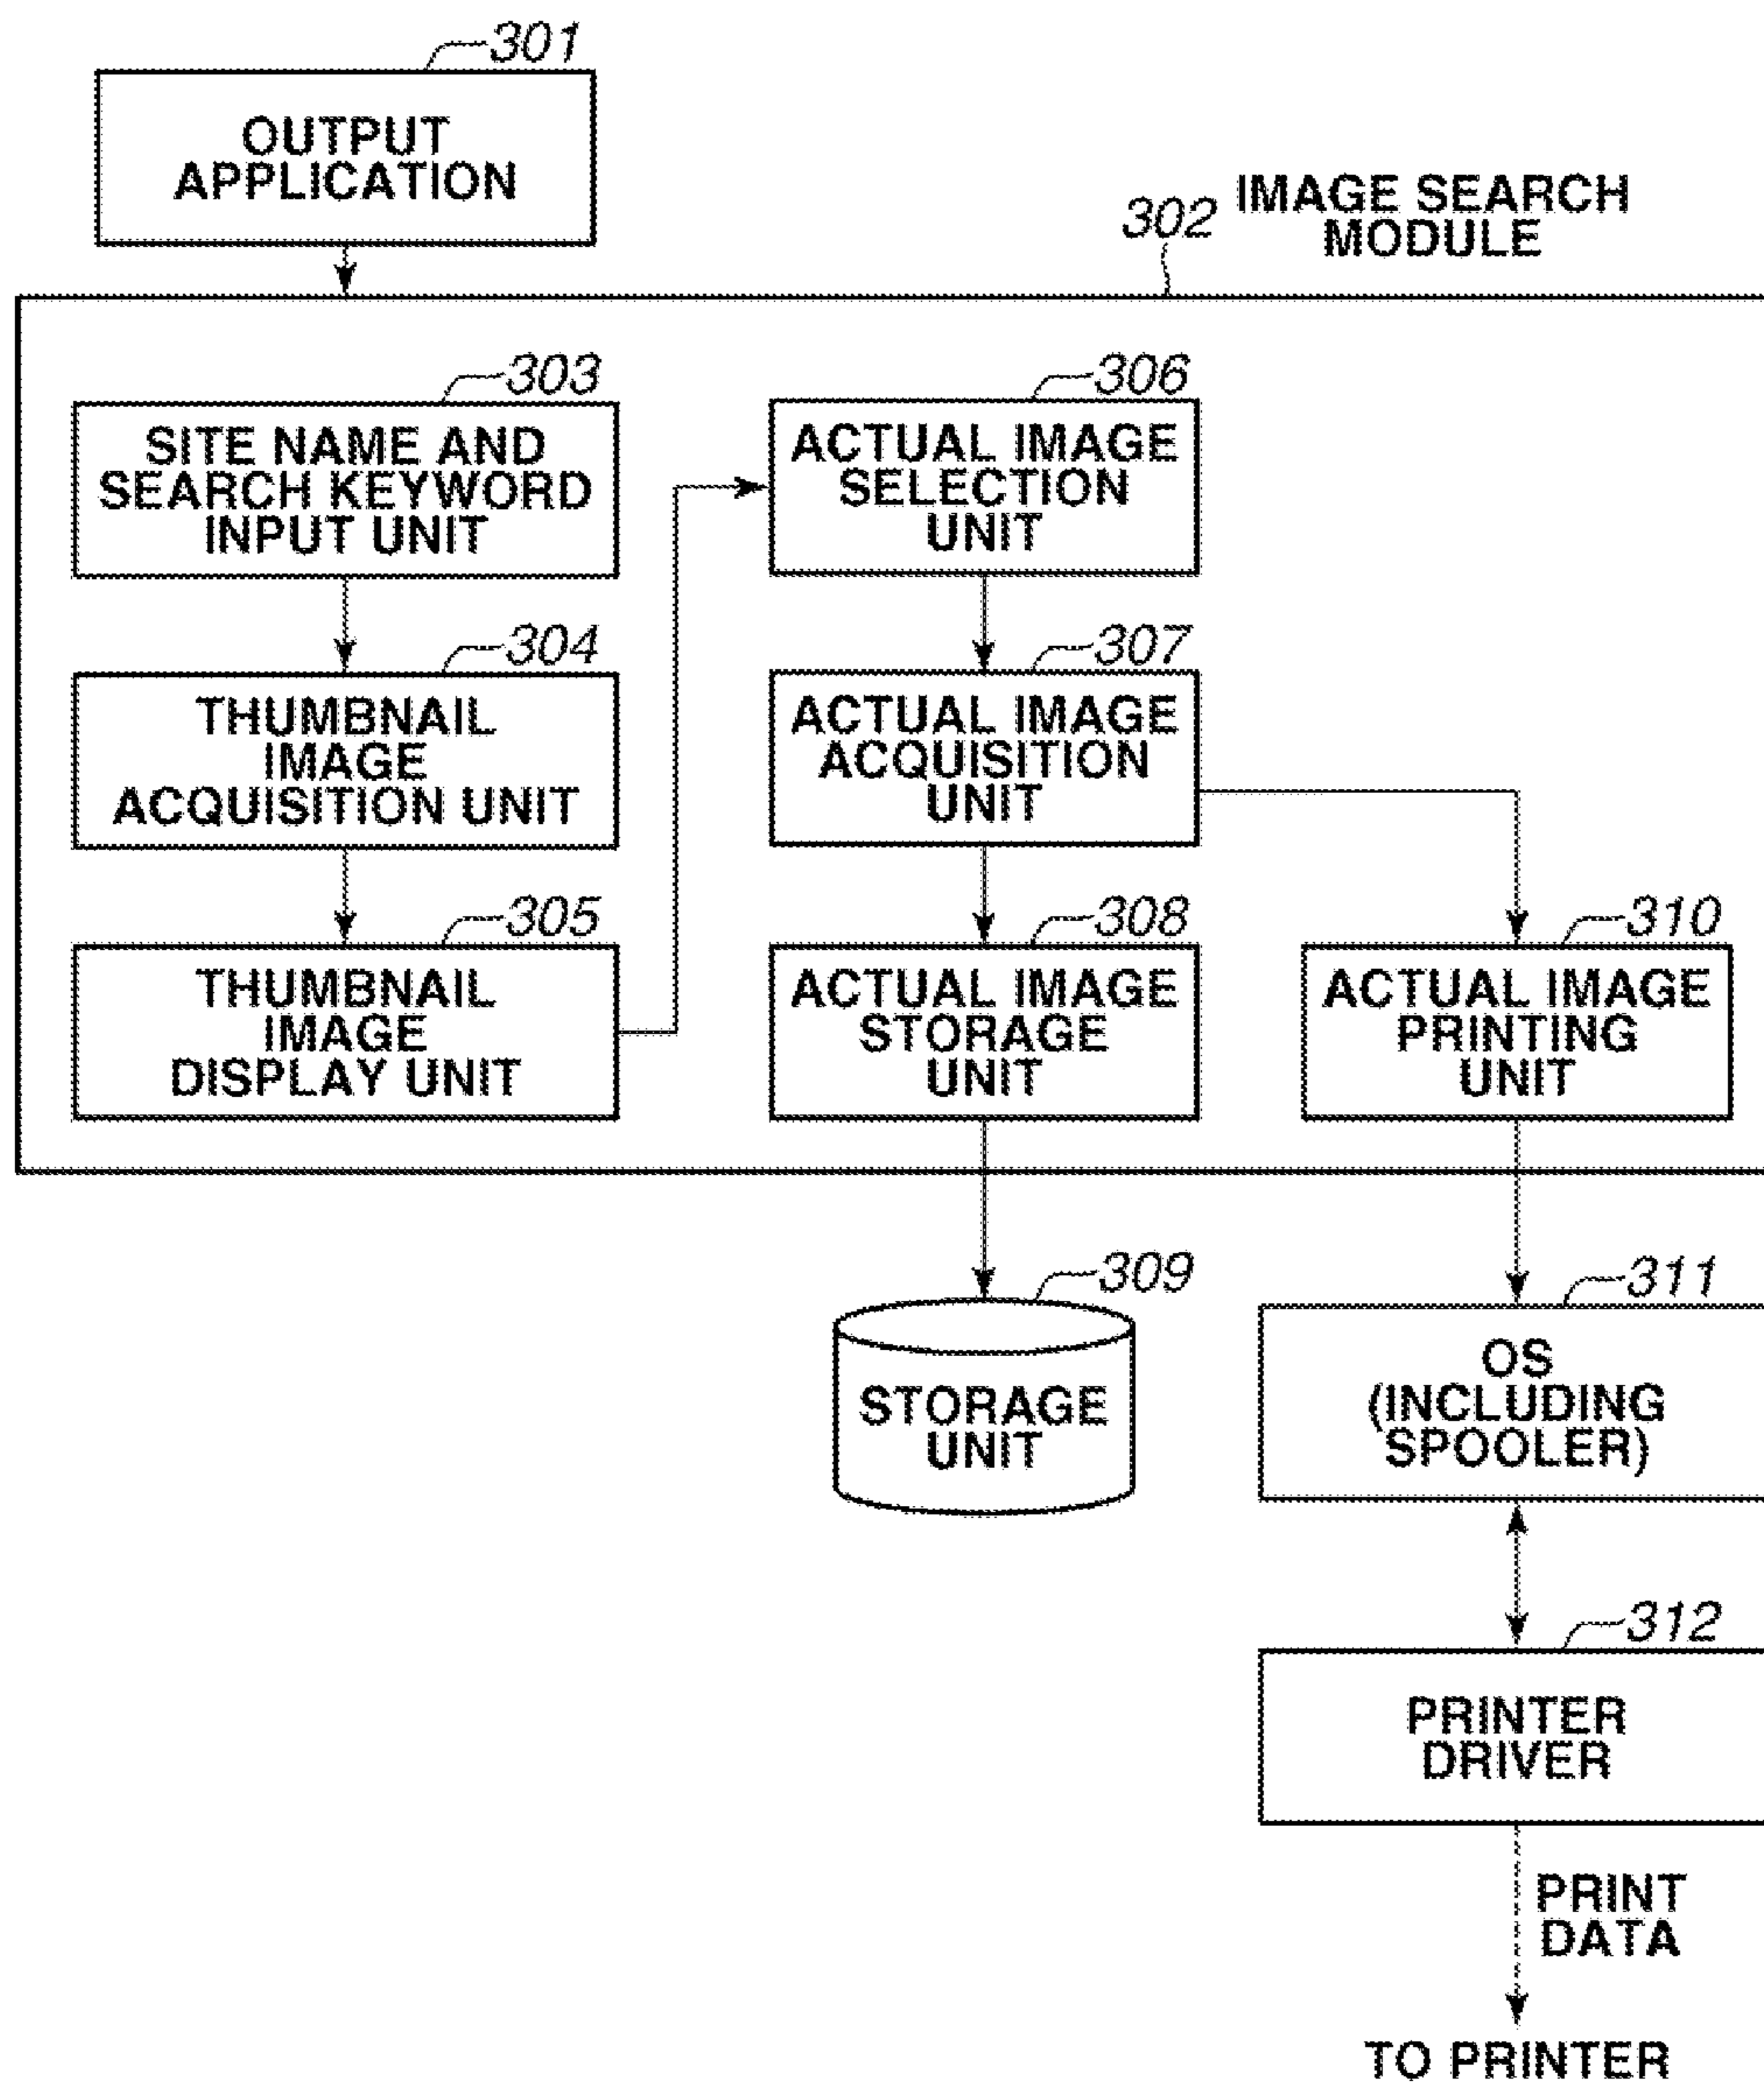 301
OUTPUT
APPLICATION
302
IMAGE SEARCH
MODULE
303
SITE NAME AND
SEARCH KEYWORD
INPUT UNIT
304
THUMBNAIL
IMAGE
ACQUISITION UNIT
305
THUMBNAIL
IMAGE
DISPLAY UNIT
306
ACTUAL IMAGE
SELECTION
UNIT
307
ACTUAL IMAGE
ACQUISITION
UNIT
308
ACTUAL IMAGE
STORAGE
UNIT
310
ACTUAL IMAGE
PRINTING
UNIT
309
STORAGE
UNIT
311
OS
(INCLUDING
SPOOLER)
312
PRINTER
DRIVER
PRINT
DATA
TO PRINTER